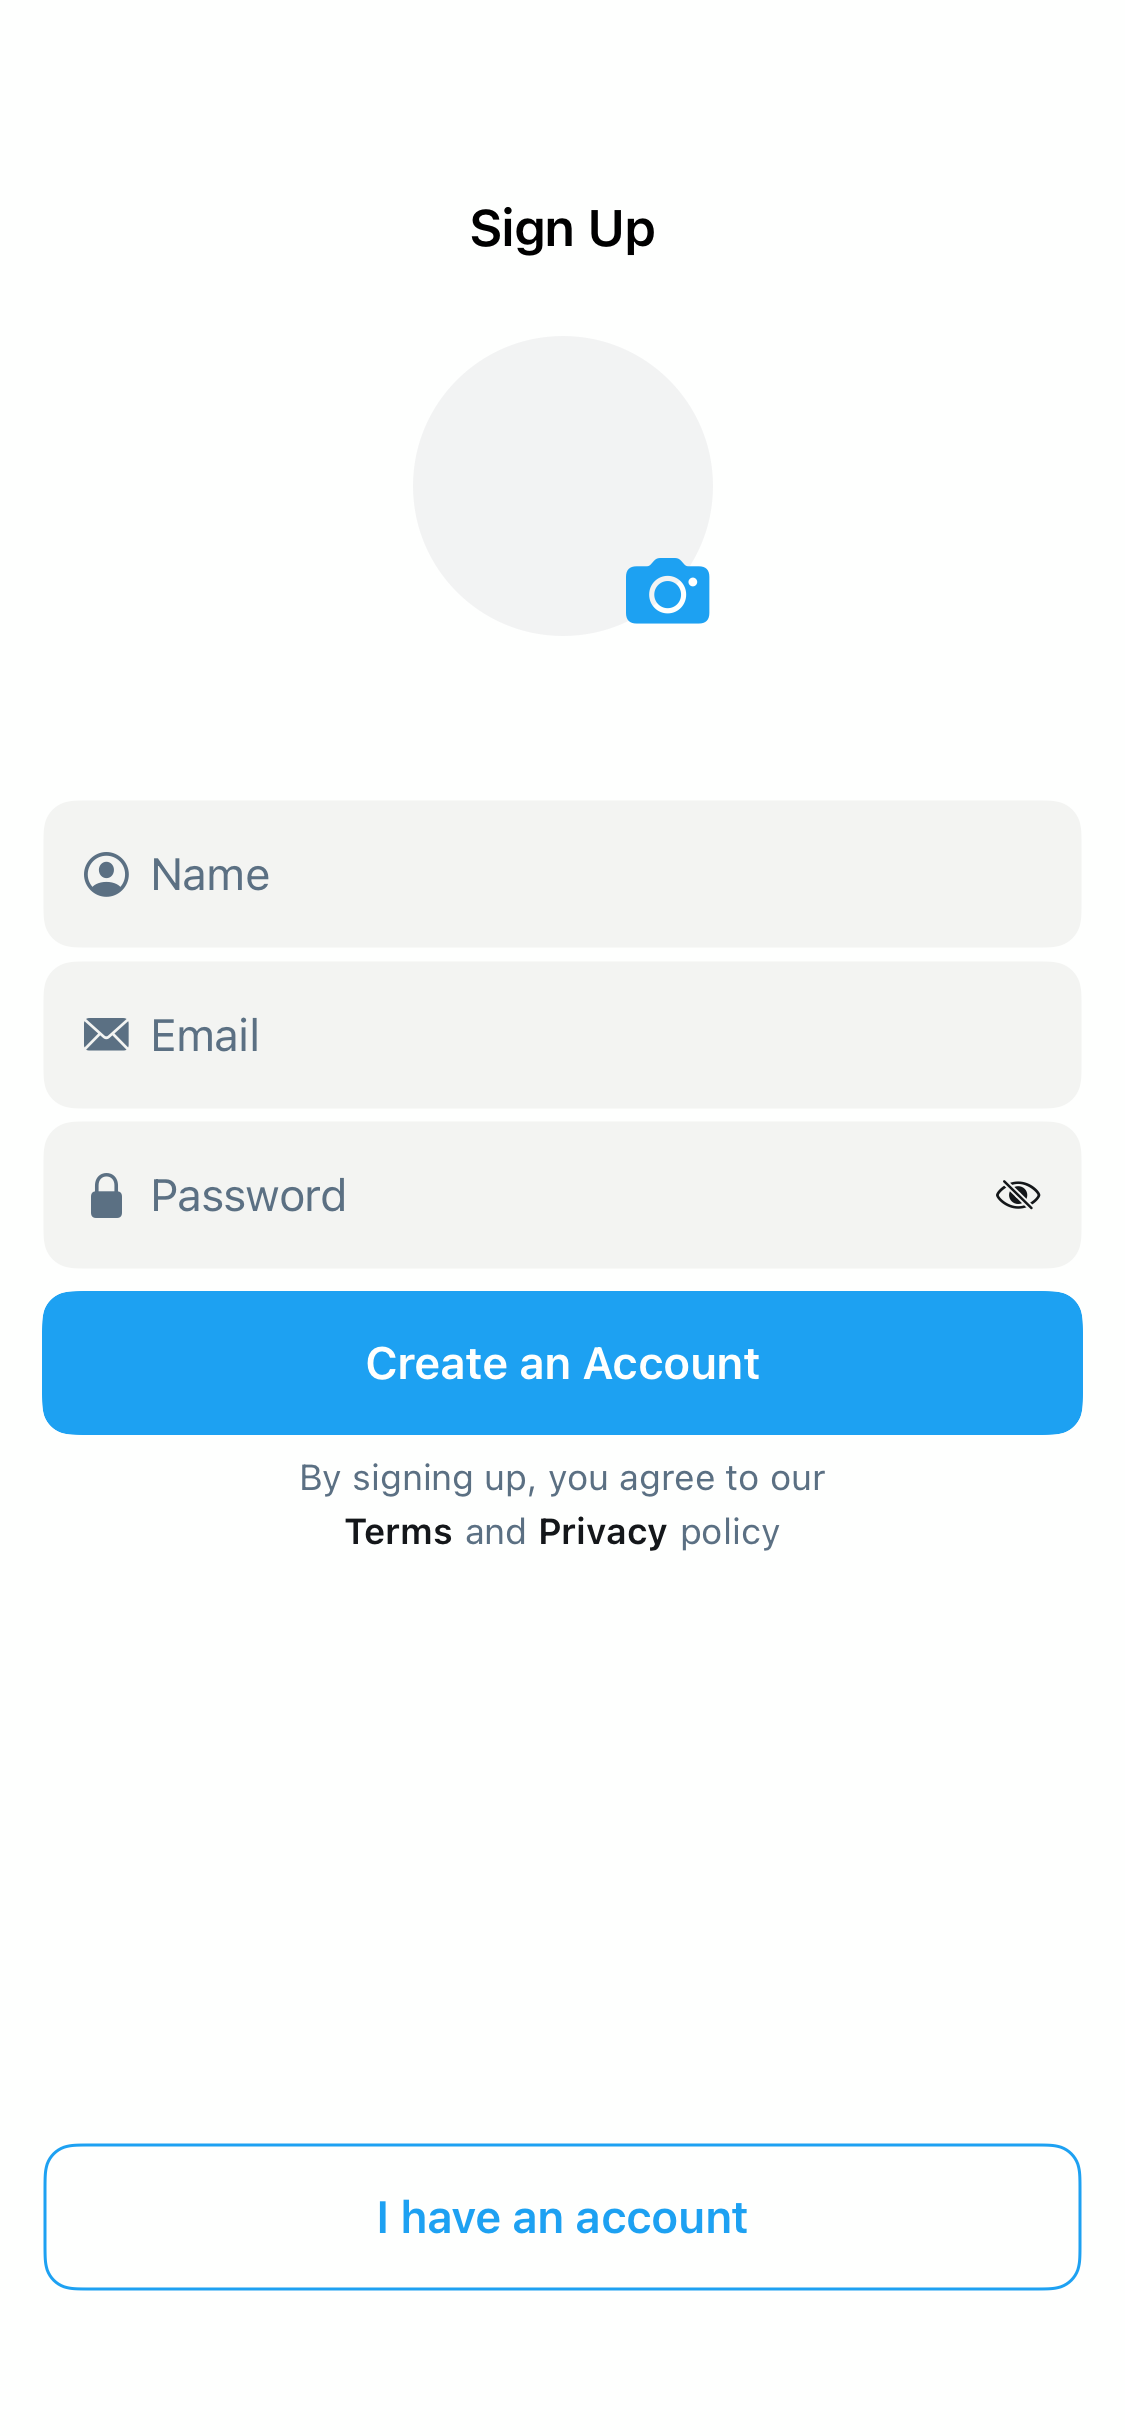 Sign Up
Name
Email
Password
Create an Account
By signing up, you agree to our
Terms and Privacy policy
I have an account